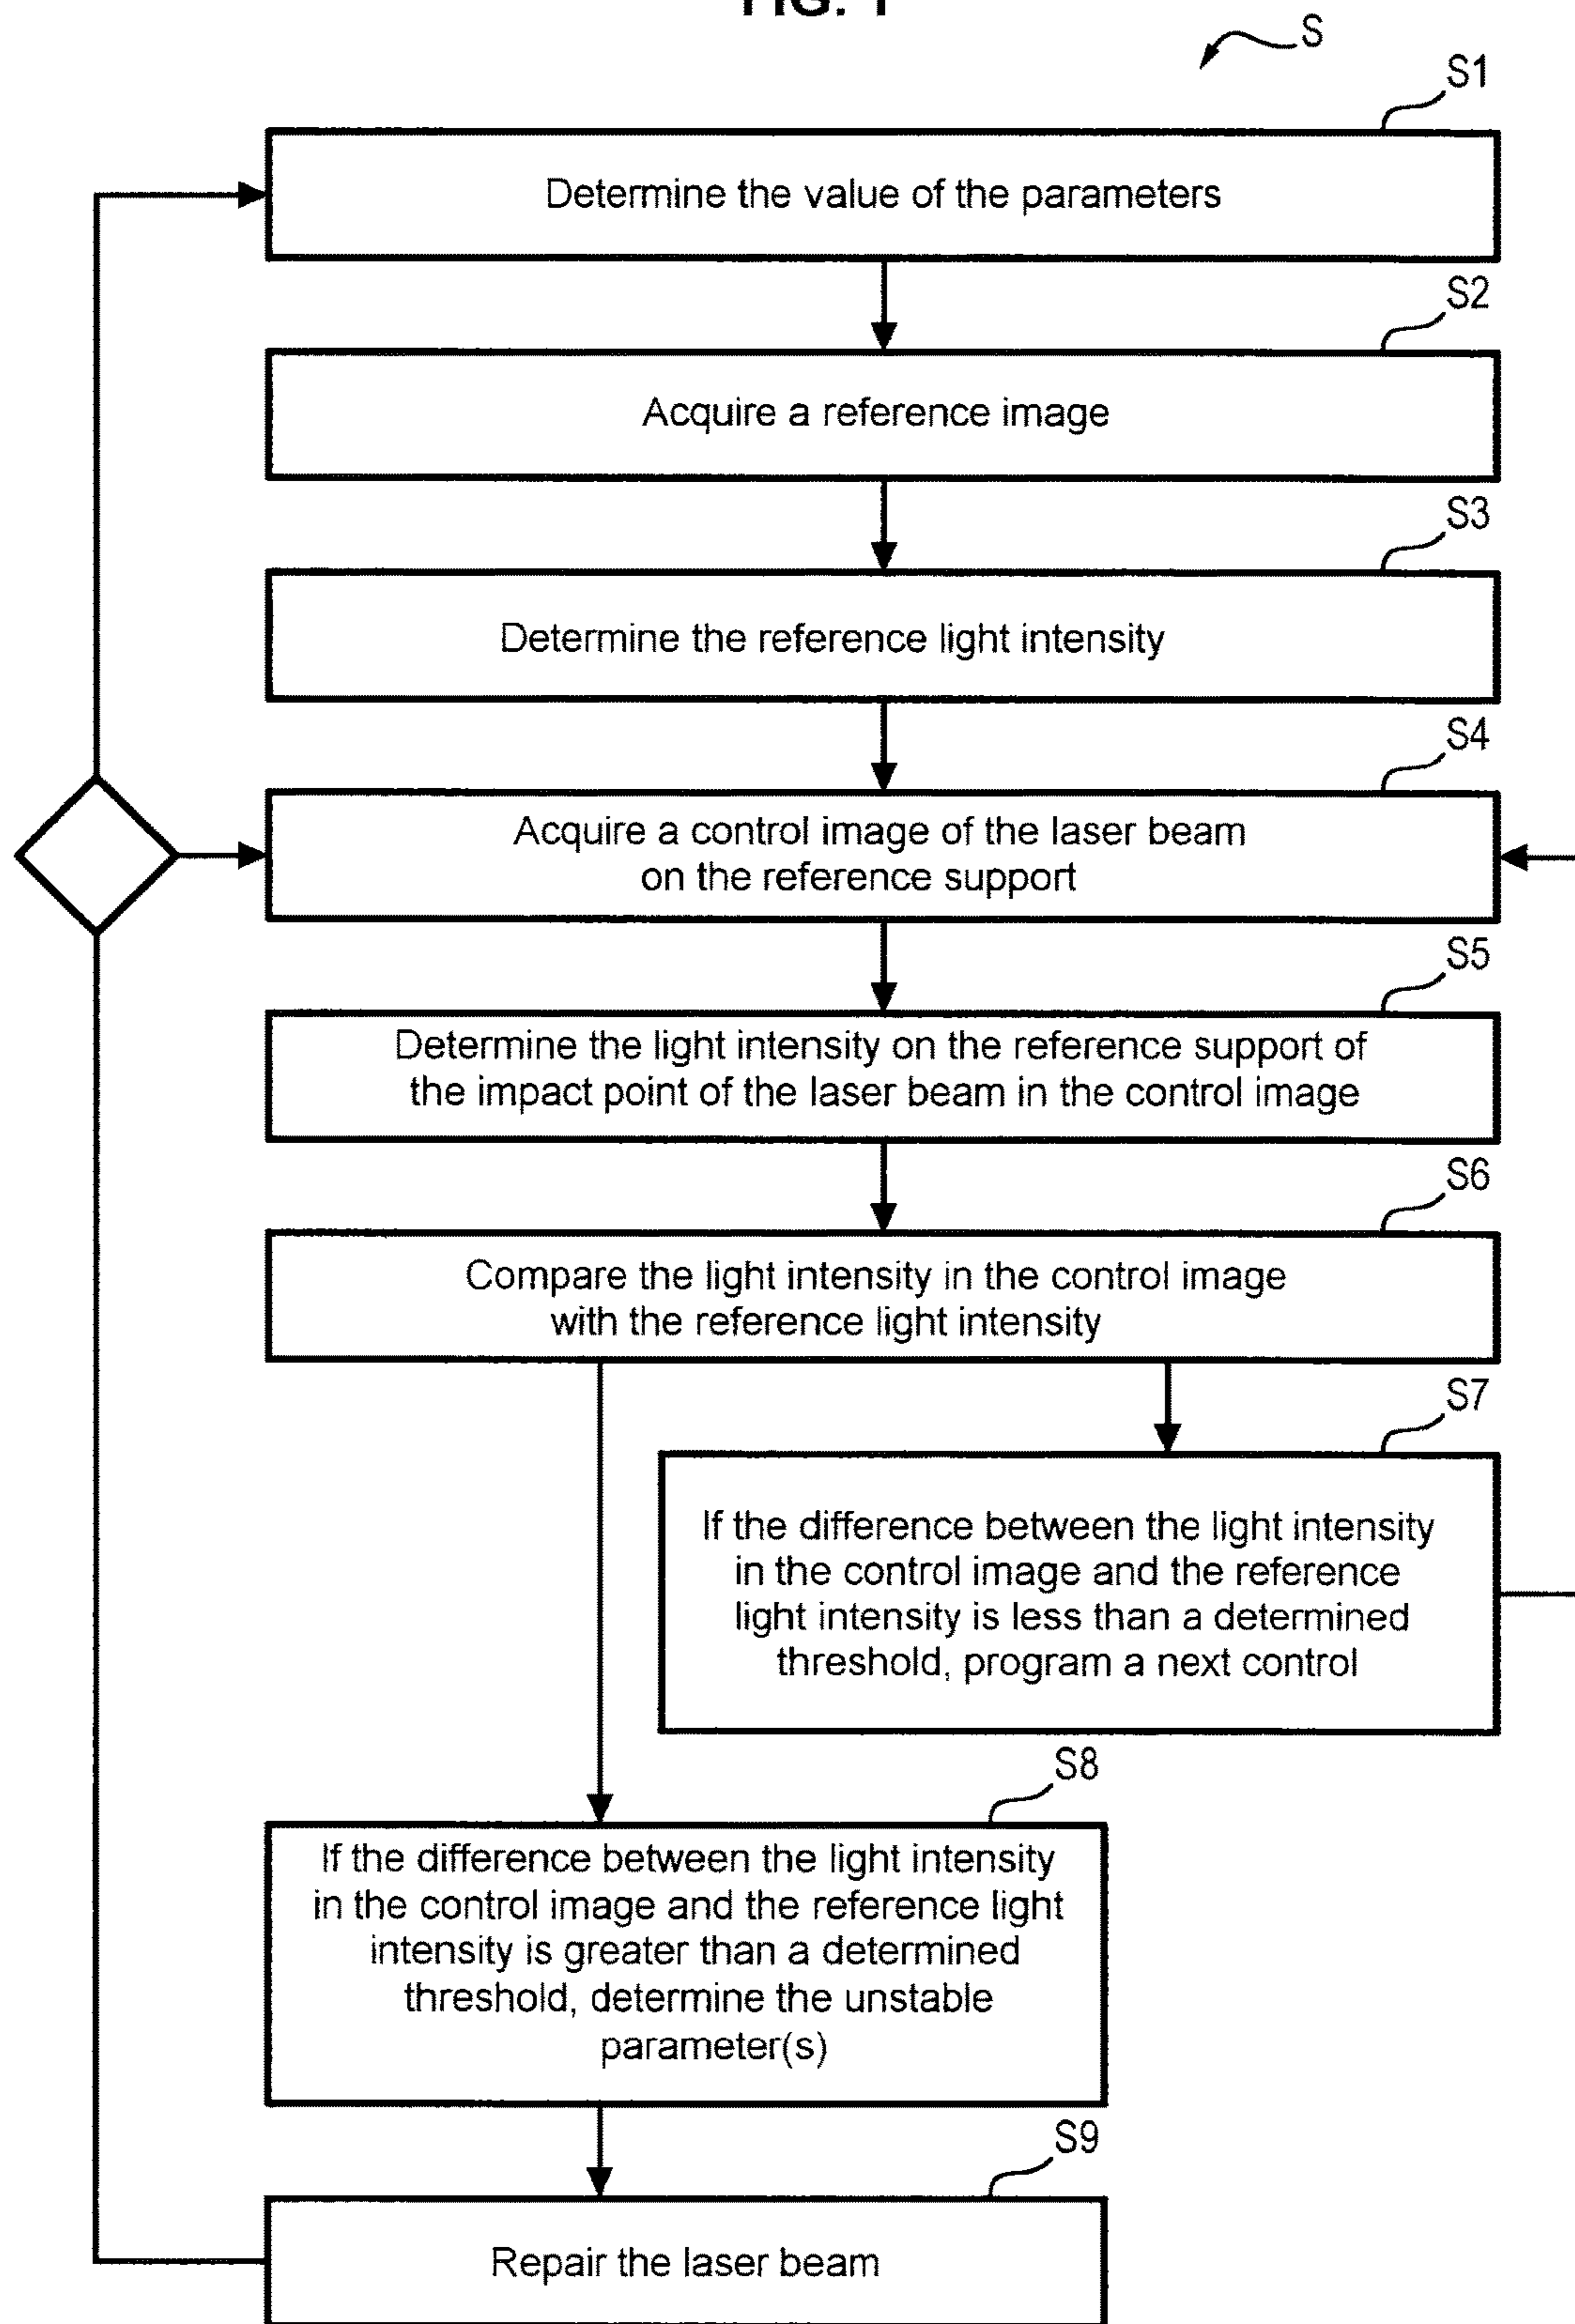 FIG. 1
S
S1
Determine the value of the parameters
S2
Acquire a reference image
S3
Determine the reference light intensity
S4
Acquire a control image of the laser beam
on the reference support
S5
Determine the light intensity on the reference support of
the impact point of the laser beam in the control image
S6
Compare the light intensity in the control image
with the reference light intensity
S7
If the difference between the light intensity
in the control image and the reference
light intensity is less than a determined
threshold, program a next control
S8
If the difference between the light intensity
in the control image and the reference light
intensity is greater than a determined
threshold, determine the unstable
parameter(s)
S9
Repair the laser beam